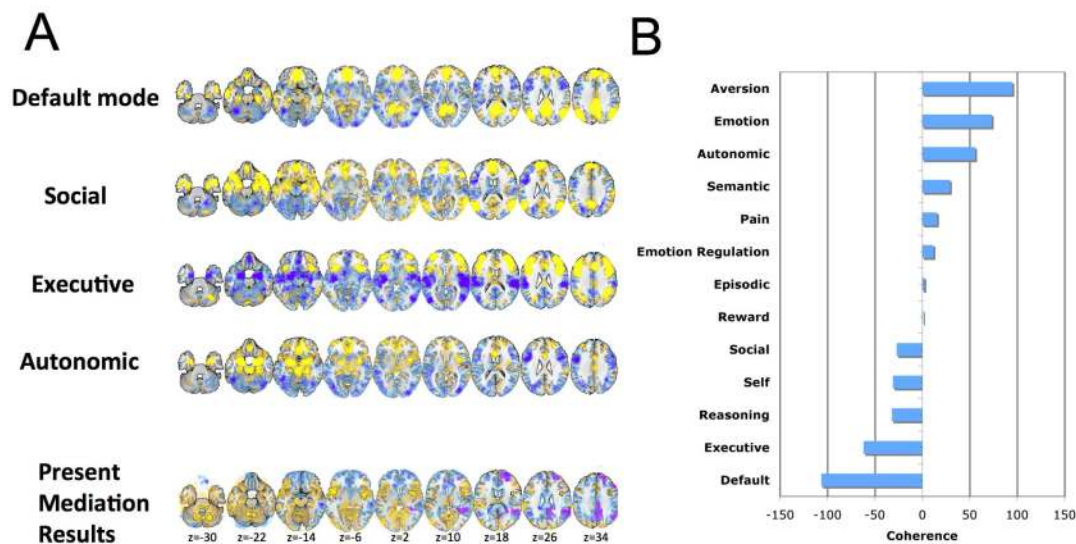 A
Default mode
Social
Executive
Autonomic
Present
Mediation
Results
z=-30 z=-22 z=-14 z=-6 z=2 z=10 z=18 z=26 z=34
B
Aversion
Emotion
Autonomic
Semantic
Pain
Emotion Regulation
Episodic
Reward
Social
Self
Reasoning
Executive
Default
-150 -100 -50 0 50 100 150
Coherence